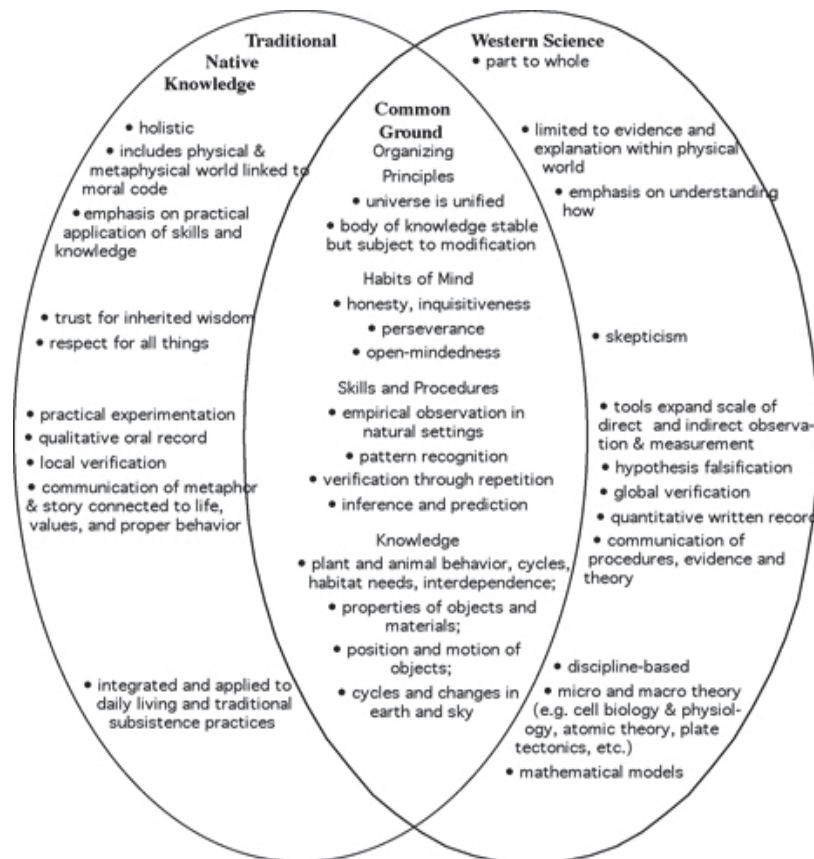 Traditional
Native
Knowledge
• holistic
• includes physical &
metaphysical world linked to
moral code
• emphasis on practical
application of skills and
knowledge
• trust for inherited wisdom
• respect for all things
• practical experimentation
• qualitative oral record
• local verification
• communication of metaphor
& story connected to life,
values, and proper behavior
• integrated and applied to
daily living and traditional
subsistence practices
Common
Ground
Organizing
Principles
• universe is unified
• body of knowledge stable
but subject to modification
Habits of Mind
• honesty, inquisitiveness
• perseverance
• open-mindedness
Skills and Procedures
• empirical observation in
natural settings
• pattern recognition
• verification through repetition
• inference and prediction
Knowledge
• plant and animal behavior, cycles,
habitat needs, interdependence;
• properties of objects and
materials;
• position and motion of
objects;
• cycles and changes in
earth and sky
Western Science
• part to whole
• limited to evidence and
explanation within physical
world
• emphasis on understanding
how
• skepticism
• tools expand scale of
direct and indirect observa-
tion & measurement
• hypothesis falsification
• global verification
• quantitative written record
• communication of
procedures, evidence and
theory
• discipline-based
• micro and macro theory
(e.g. cell biology & physiol-
ogy, atomic theory, plate
tectonics, etc.)
• mathematical models